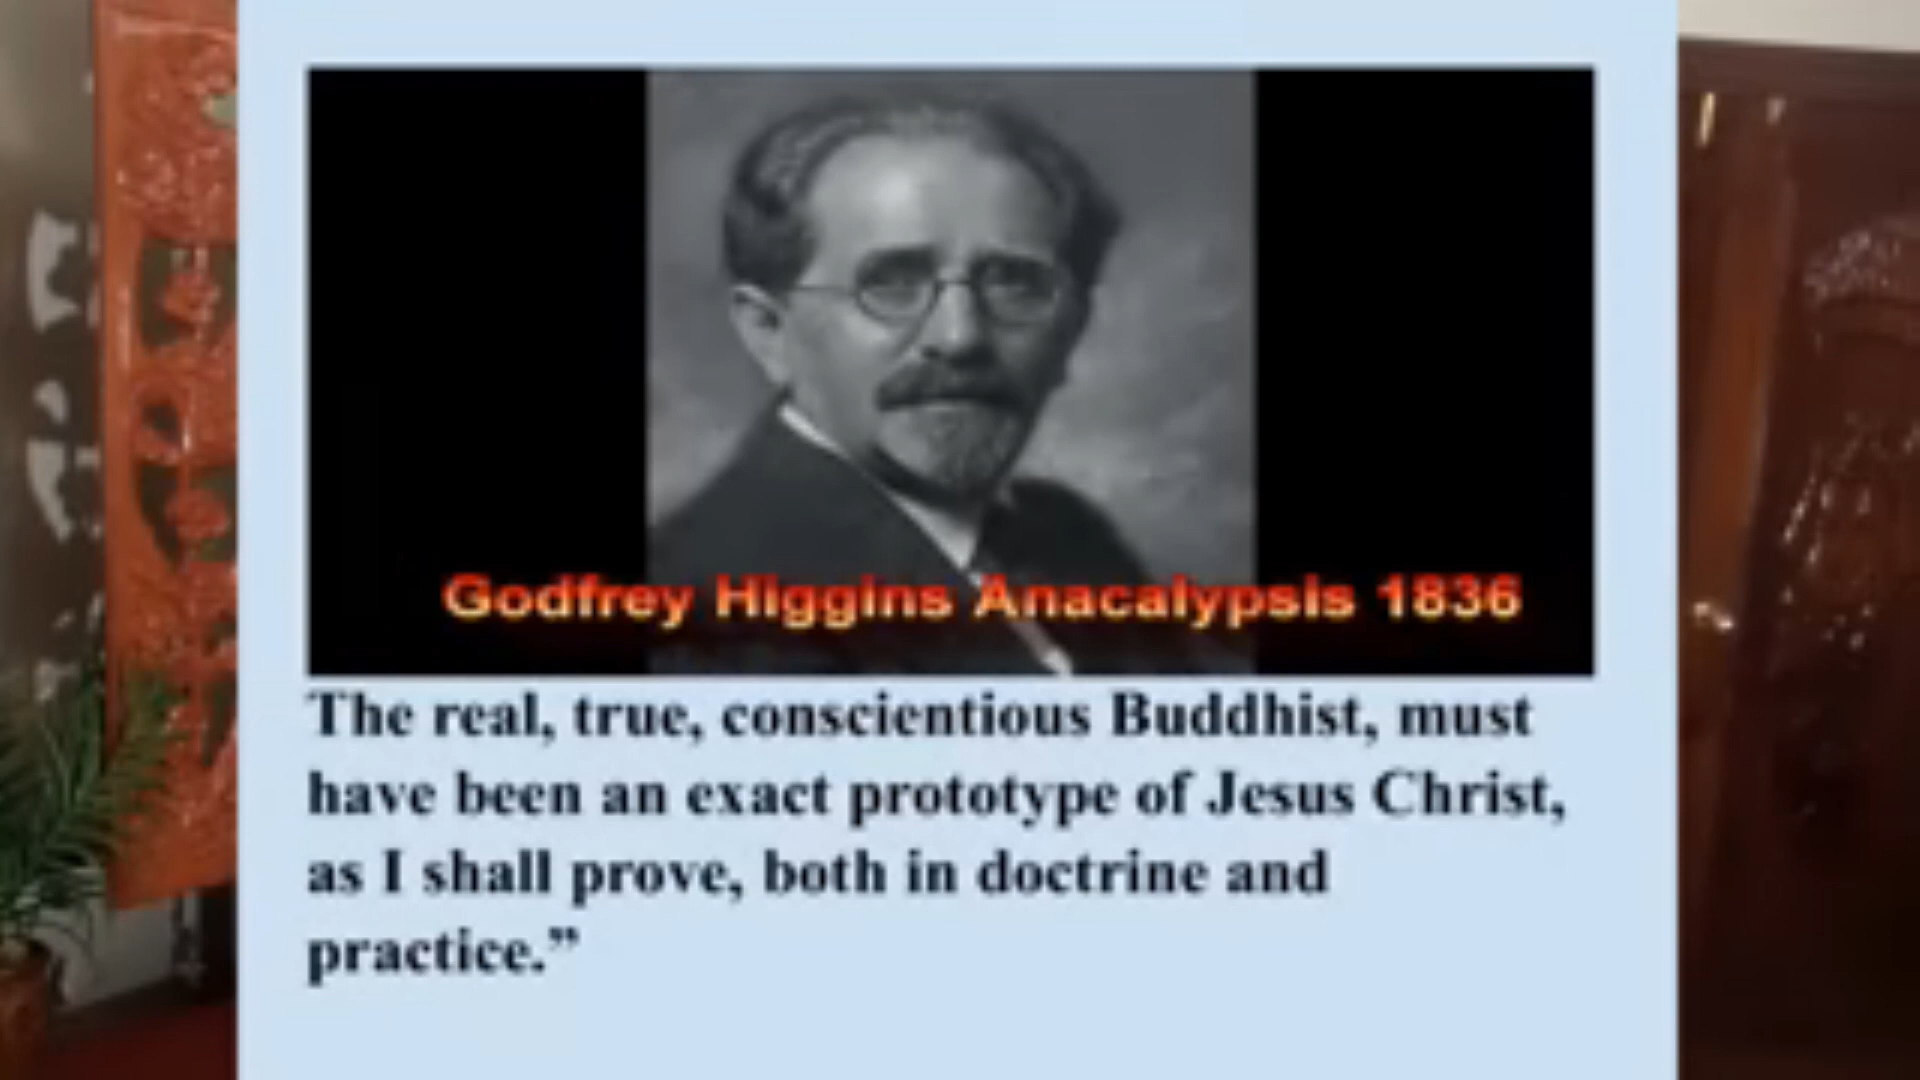 Godfrey Higgins Anacalypsis 1836
The real, true, conscientious Buddhist, must
have been an exact prototype of Jesus Christ,
as I shall prove, both in doctrine and
practice.”